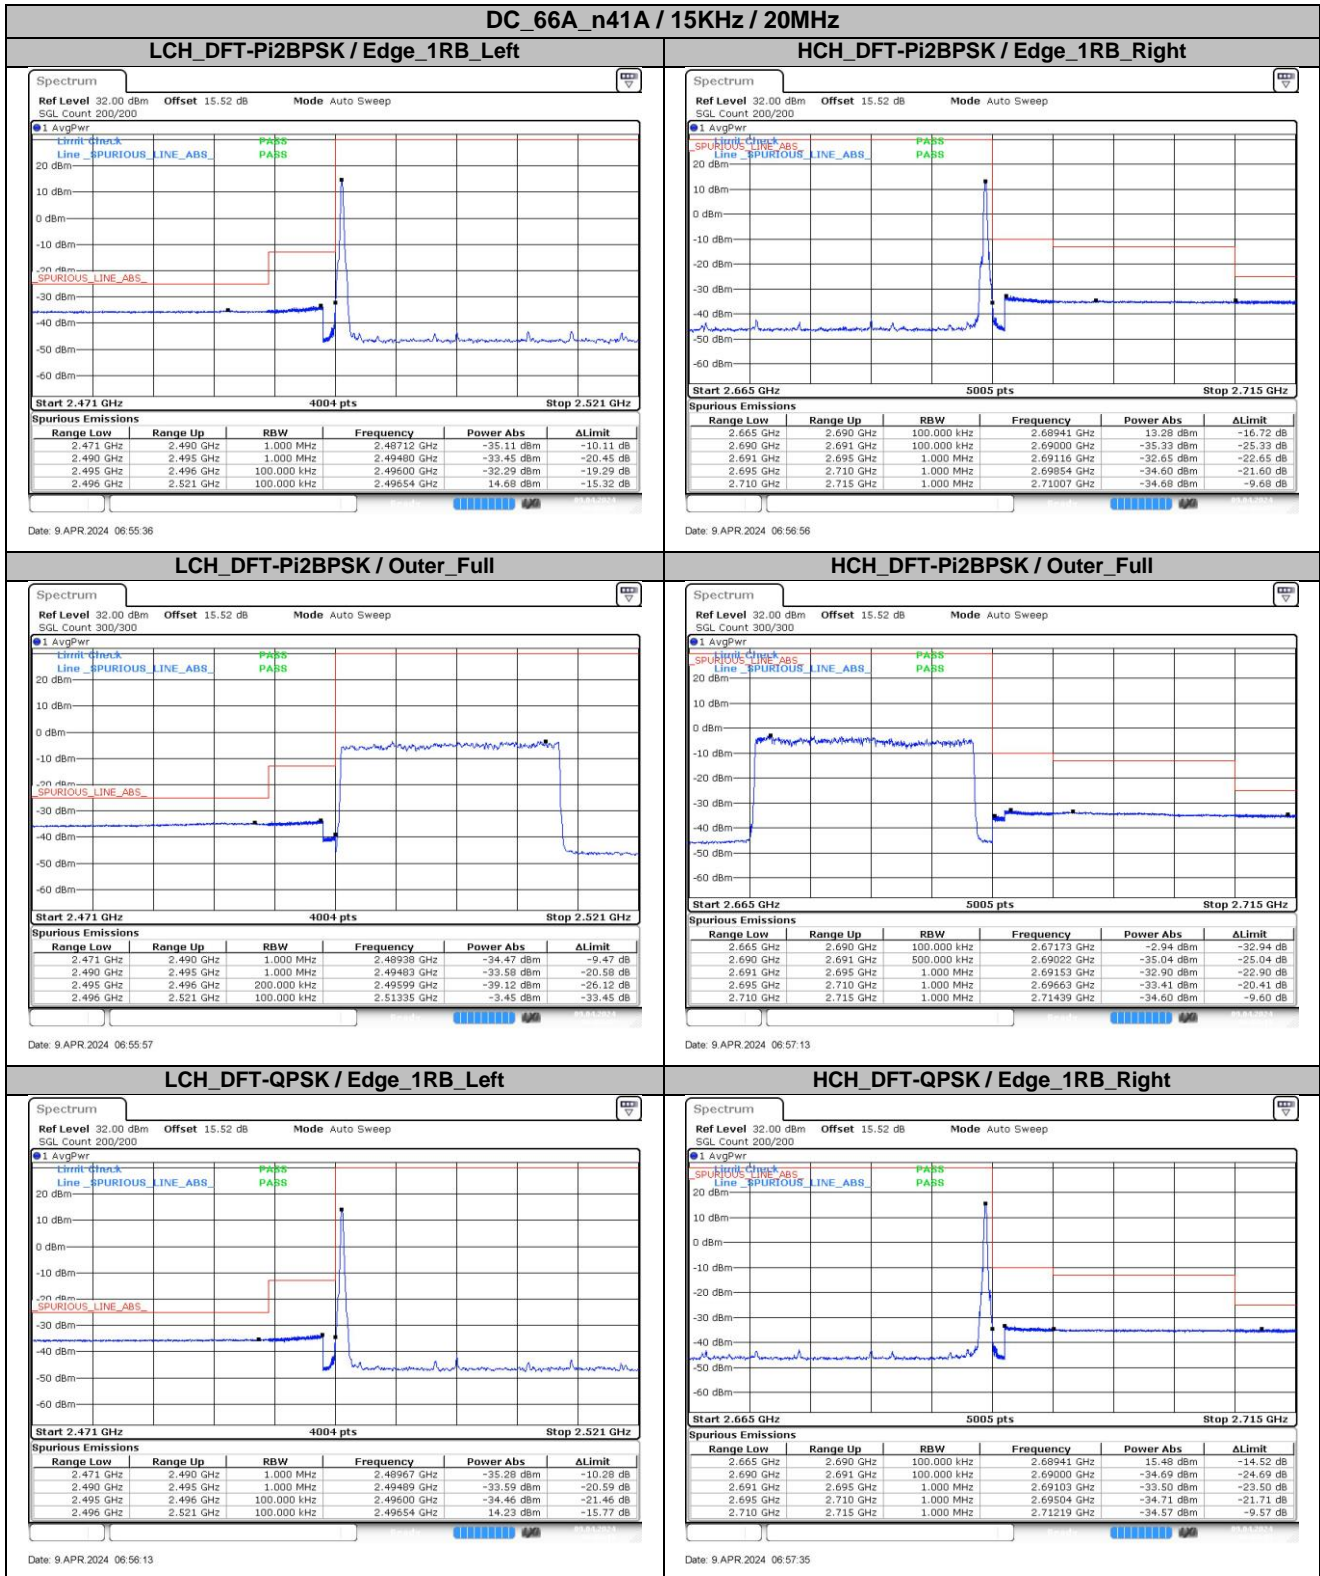 DC_66A_n41A / 15KHz / 20MHz
LCH_DFT-Pi2BPSK / Edge_1RB_Left
HCH_DFT-Pi2BPSK / Edge_1RB_Right
Spectrum
Ref Level 32.00 dBm Offset 15.52 dB Mode Auto Sweep
SGL Count 200/200
1 AvgPwr
Limit Check PASS
Line _SPURIOUS_LINE_ABS_ PASS
20 dBm
10 dBm
0 dBm
-10 dBm
-20 dBm
_SPURIOUS_LINE_ABS_
-30 dBm
-40 dBm
-50 dBm
-60 dBm
Start 2.471 GHz 4004 pts Stop 2.521 GHz
Spurious Emissions
Range Low Range Up RBW Frequency Power Abs ΔLimit
2.471 GHz 2.490 GHz 1.000 MHz 2.48712 GHz -35.11 dBm -10.11 dB
2.490 GHz 2.495 GHz 1.000 MHz 2.49480 GHz -33.45 dBm -20.45 dB
2.495 GHz 2.496 GHz 100.000 kHz 2.49600 GHz -32.29 dBm -19.29 dB
2.496 GHz 2.521 GHz 100.000 kHz 2.49654 GHz 14.68 dBm -15.32 dB
Date: 9.APR.2024 06:55:36
Spectrum
Ref Level 32.00 dBm Offset 15.52 dB Mode Auto Sweep
SGL Count 200/200
1 AvgPwr
Limit Check PASS
_SPURIOUS_LINE_ABS_
Line _SPURIOUS_LINE_ABS_ PASS
20 dBm
10 dBm
0 dBm
-10 dBm
-20 dBm
-30 dBm
-40 dBm
-50 dBm
-60 dBm
Start 2.665 GHz 5005 pts Stop 2.715 GHz
Spurious Emissions
Range Low Range Up RBW Frequency Power Abs ΔLimit
2.665 GHz 2.690 GHz 100.000 kHz 2.68941 GHz 13.28 dBm -16.72 dB
2.690 GHz 2.691 GHz 100.000 kHz 2.69000 GHz -35.33 dBm -25.33 dB
2.691 GHz 2.695 GHz 1.000 MHz 2.69116 GHz -32.65 dBm -22.65 dB
2.695 GHz 2.710 GHz 1.000 MHz 2.69854 GHz -34.60 dBm -21.60 dB
2.710 GHz 2.715 GHz 1.000 MHz 2.71007 GHz -34.68 dBm -9.68 dB
Date: 9.APR.2024 06:56:56
LCH_DFT-Pi2BPSK / Outer_Full
HCH_DFT-Pi2BPSK / Outer_Full
Spectrum
Ref Level 32.00 dBm Offset 15.52 dB Mode Auto Sweep
SGL Count 300/300
1 AvgPwr
Limit Check PASS
Line _SPURIOUS_LINE_ABS_ PASS
20 dBm
10 dBm
0 dBm
-10 dBm
-20 dBm
_SPURIOUS_LINE_ABS_
-30 dBm
-40 dBm
-50 dBm
-60 dBm
Start 2.471 GHz 4004 pts Stop 2.521 GHz
Spurious Emissions
Range Low Range Up RBW Frequency Power Abs ΔLimit
2.471 GHz 2.490 GHz 1.000 MHz 2.48938 GHz -34.47 dBm -9.47 dB
2.490 GHz 2.495 GHz 1.000 MHz 2.49483 GHz -33.58 dBm -20.58 dB
2.495 GHz 2.496 GHz 200.000 kHz 2.49599 GHz -39.12 dBm -26.12 dB
2.496 GHz 2.521 GHz 100.000 kHz 2.51335 GHz -3.45 dBm -33.45 dB
Date: 9.APR.2024 06:55:57
Spectrum
Ref Level 32.00 dBm Offset 15.52 dB Mode Auto Sweep
SGL Count 300/300
1 AvgPwr
Limit Check PASS
_SPURIOUS_LINE_ABS_
Line _SPURIOUS_LINE_ABS_ PASS
20 dBm
10 dBm
0 dBm
-10 dBm
-20 dBm
-30 dBm
-40 dBm
-50 dBm
-60 dBm
Start 2.665 GHz 5005 pts Stop 2.715 GHz
Spurious Emissions
Range Low Range Up RBW Frequency Power Abs ΔLimit
2.665 GHz 2.690 GHz 100.000 kHz 2.67173 GHz -2.94 dBm -32.94 dB
2.690 GHz 2.691 GHz 500.000 kHz 2.69022 GHz -35.04 dBm -25.04 dB
2.691 GHz 2.695 GHz 1.000 MHz 2.69153 GHz -32.90 dBm -22.90 dB
2.695 GHz 2.710 GHz 1.000 MHz 2.69663 GHz -33.41 dBm -20.41 dB
2.710 GHz 2.715 GHz 1.000 MHz 2.71439 GHz -34.60 dBm -9.60 dB
Date: 9.APR.2024 06:57:13
LCH_DFT-QPSK / Edge_1RB_Left
HCH_DFT-QPSK / Edge_1RB_Right
Spectrum
Ref Level 32.00 dBm Offset 15.52 dB Mode Auto Sweep
SGL Count 200/200
1 AvgPwr
Limit Check PASS
Line _SPURIOUS_LINE_ABS_ PASS
20 dBm
10 dBm
0 dBm
-10 dBm
-20 dBm
_SPURIOUS_LINE_ABS_
-30 dBm
-40 dBm
-50 dBm
-60 dBm
Start 2.471 GHz 4004 pts Stop 2.521 GHz
Spurious Emissions
Range Low Range Up RBW Frequency Power Abs ΔLimit
2.471 GHz 2.490 GHz 1.000 MHz 2.48967 GHz -35.28 dBm -10.28 dB
2.490 GHz 2.495 GHz 1.000 MHz 2.49489 GHz -33.59 dBm -20.59 dB
2.495 GHz 2.496 GHz 100.000 kHz 2.49600 GHz -34.46 dBm -21.46 dB
2.496 GHz 2.521 GHz 100.000 kHz 2.49654 GHz 14.23 dBm -15.77 dB
Date: 9.APR.2024 06:56:13
Spectrum
Ref Level 32.00 dBm Offset 15.52 dB Mode Auto Sweep
SGL Count 200/200
1 AvgPwr
Limit Check PASS
_SPURIOUS_LINE_ABS_
Line _SPURIOUS_LINE_ABS_ PASS
20 dBm
10 dBm
0 dBm
-10 dBm
-20 dBm
-30 dBm
-40 dBm
-50 dBm
-60 dBm
Start 2.665 GHz 5005 pts Stop 2.715 GHz
Spurious Emissions
Range Low Range Up RBW Frequency Power Abs ΔLimit
2.665 GHz 2.690 GHz 100.000 kHz 2.68941 GHz 15.48 dBm -14.52 dB
2.690 GHz 2.691 GHz 100.000 kHz 2.69000 GHz -34.69 dBm -24.69 dB
2.691 GHz 2.695 GHz 1.000 MHz 2.69103 GHz -33.50 dBm -23.50 dB
2.695 GHz 2.710 GHz 1.000 MHz 2.69504 GHz -34.71 dBm -21.71 dB
2.710 GHz 2.715 GHz 1.000 MHz 2.71219 GHz -34.57 dBm -9.57 dB
Date: 9.APR.2024 06:57:35